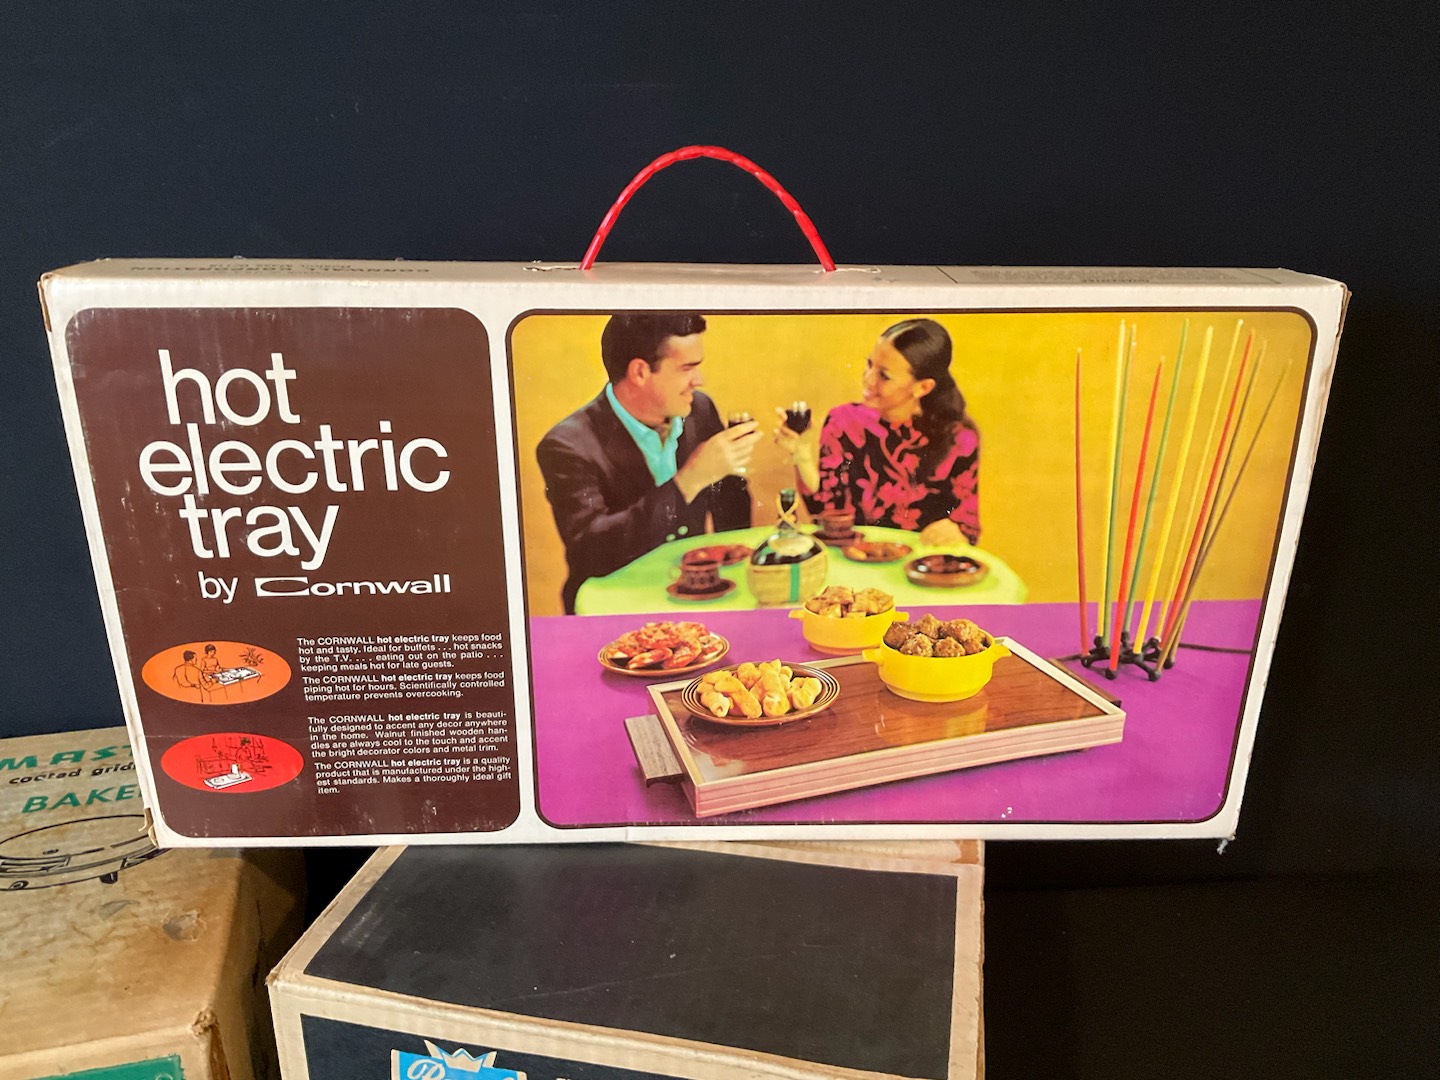 CORNWALL CORPORATION
hot
electric
tray
by Cornwall
The CORNWALL hot electric tray keeps food
hot and tasty. Ideal for buffets . . . hot snacks
by the T.V. . . . eating out on the patio . . .
keeping meals hot for late guests.
The CORNWALL hot electric tray keeps food
piping hot for hours. Scientifically controlled
temperature prevents overcooking.
The CORNWALL hot electric tray is beauti-
fully designed to accent any decor anywhere
in the home. Walnut finished wooden han-
dles are always cool to the touch and accent
the bright decorator colors and metal trim.
The CORNWALL hot electric tray is a quality
product that is manufactured under the high-
est standards. Makes a thoroughly ideal gift
item.
coated grid
BAKE